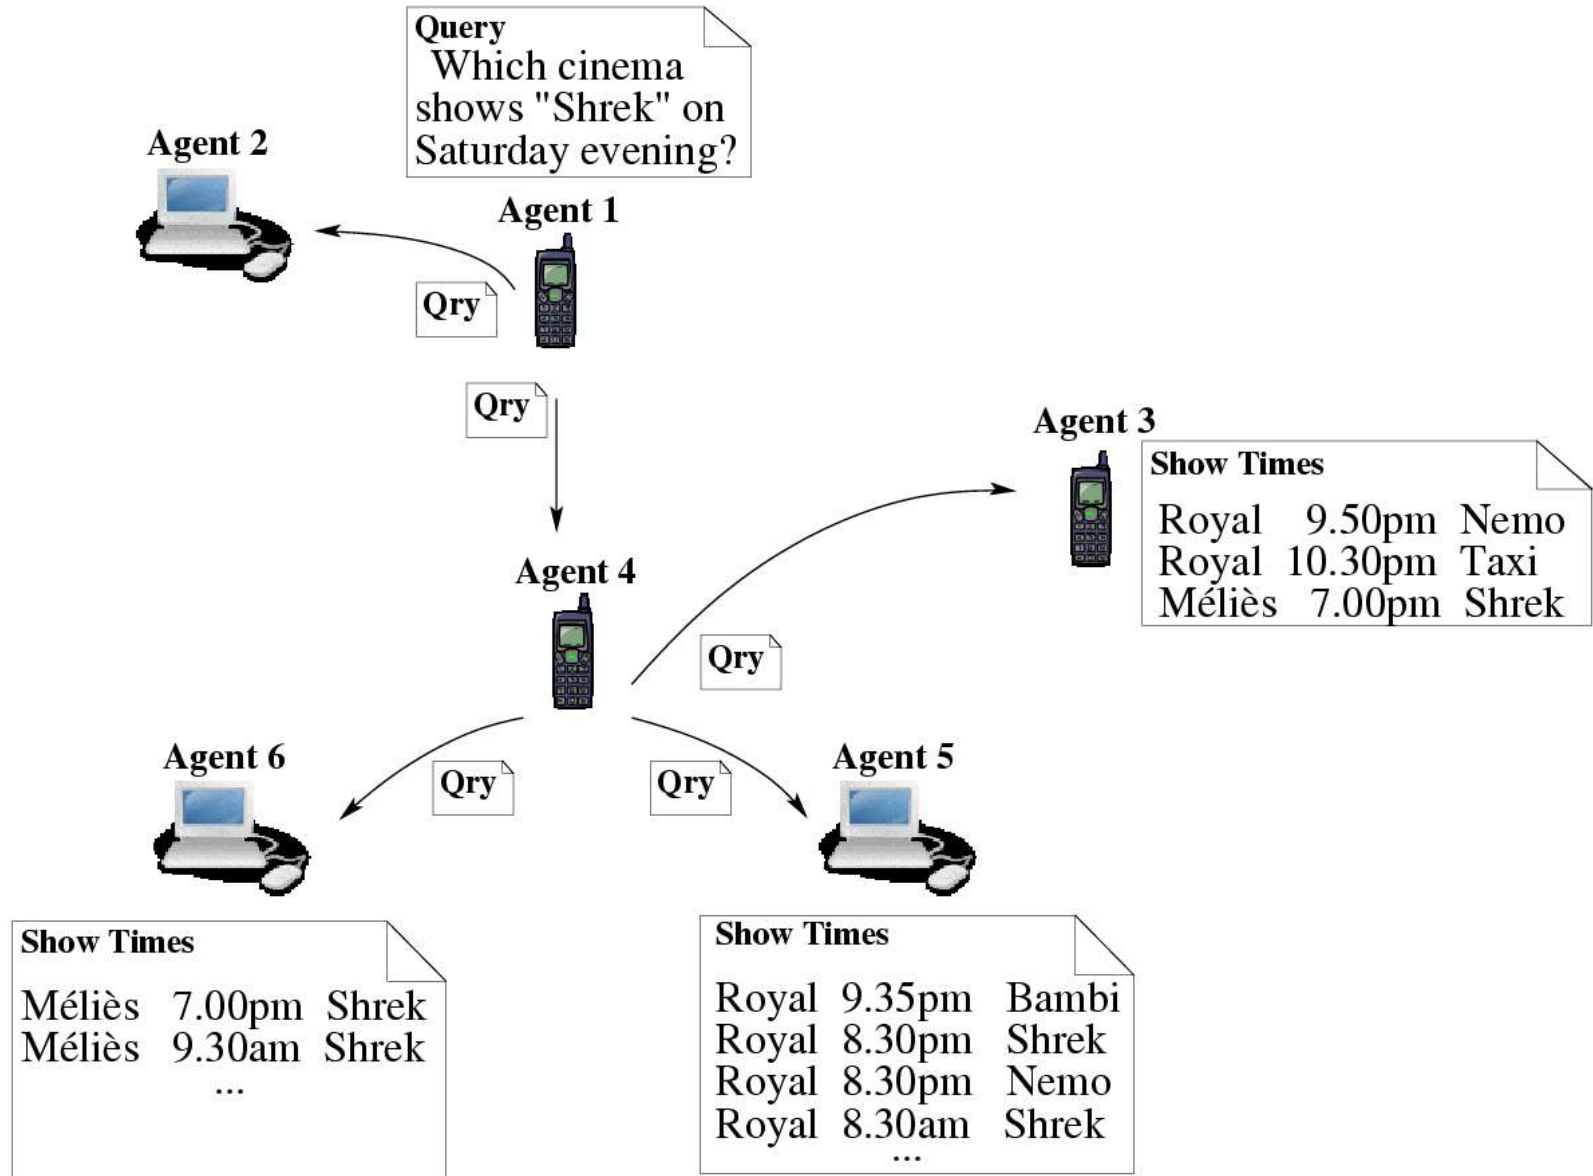 Query
Which cinema
shows "Shrek" on
Saturday evening?
Agent 2
Agent 1
Qry
Qry
Agent 3
Show Times
Royal 9.50pm Nemo
Royal 10.30pm Taxi
Méliès 7.00pm Shrek
Agent 4
Qry
Agent 6
Qry
Qry
Agent 5
Show Times
Méliès 7.00pm Shrek
Méliès 9.30am Shrek
...
Show Times
Royal 9.35pm Bambi
Royal 8.30pm Shrek
Royal 8.30pm Nemo
Royal 8.30am Shrek
...